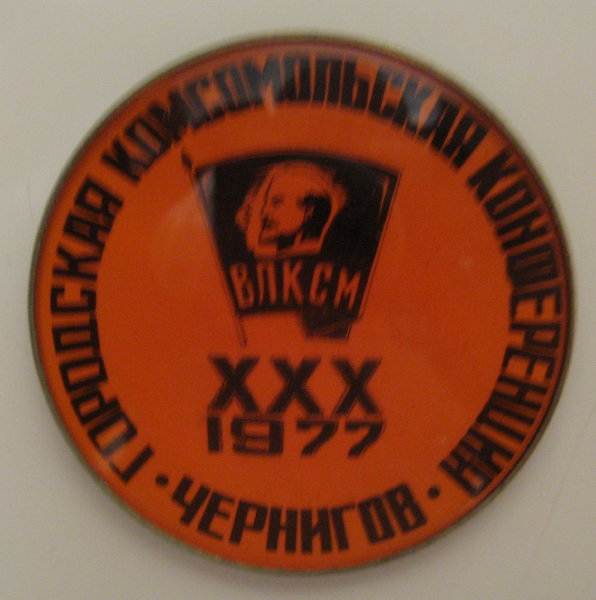 ГОРОДСКАЯ КОМСОМОЛЬСКАЯ КОНФЕРЕНЦИЯ
ВЛКСМ
XXX
1977
• ЧЕРНИГОВ •